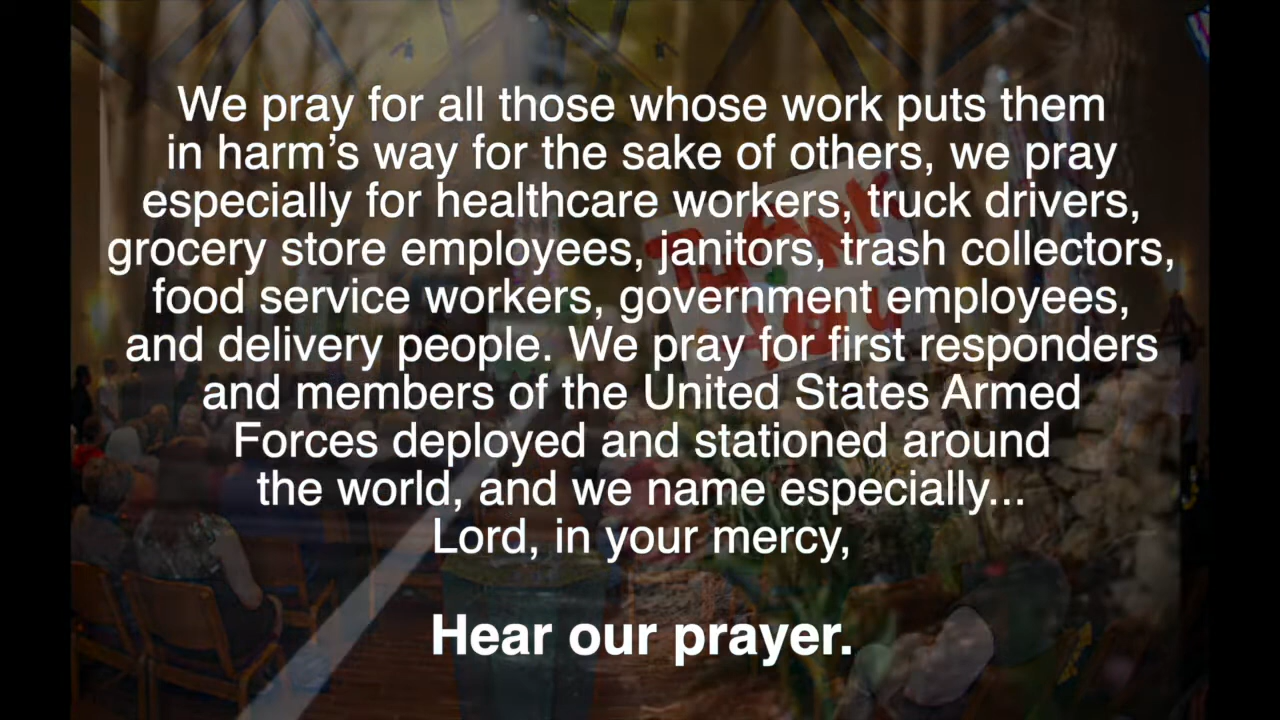 We pray for all those whose work puts them
in harm’s way for the sake of others, we pray
especially for healthcare workers, truck drivers,
grocery store employees, janitors, trash collectors,
food service workers, government employees,
and delivery people. We pray for first responders
and members of the United States Armed
Forces deployed and stationed around
the world, and we name especially...
Lord, in your mercy,
Hear our prayer.
THANK
YOU